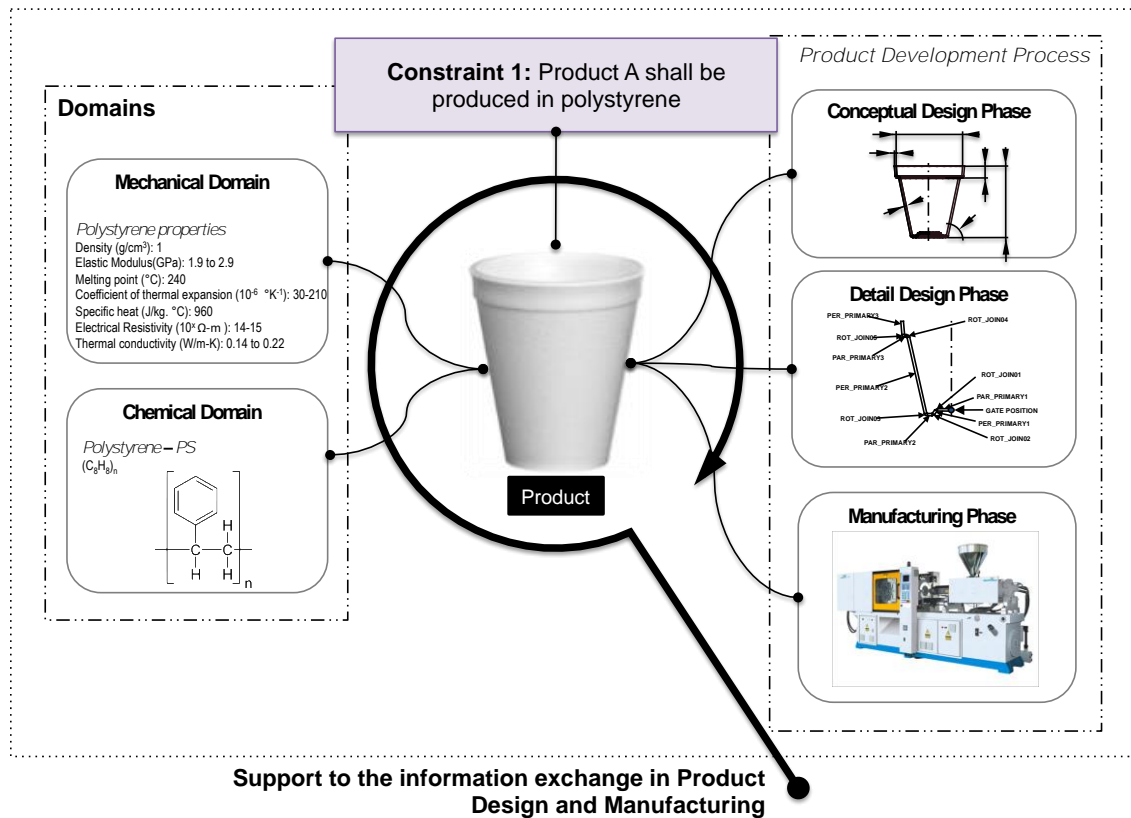 Product Development Process
Constraint 1: Product A shall be
produced in polystyrene
Domains
Mechanical Domain
Polystyrene properties
Density (g/cm³): 1
Elastic Modulus(GPa): 1.9 to 2.9
Melting point (°C): 240
Coefficient of thermal expansion (10⁻⁶ °K⁻¹): 30-210
Specific heat (J/kg. °C): 960
Electrical Resistivity (10ˣ Ω-m ): 14-15
Thermal conductivity (W/m-K): 0.14 to 0.22
Chemical Domain
Polystyrene – PS
(C₈H₈)ₙ
H
C
C
H
H
n
Product
Conceptual Design Phase
Detail Design Phase
PER_PRIMARY3
ROT_JOIN04
ROT_JOIN05
PAR_PRIMARY3
ROT_JOIN01
PER_PRIMARY2
PAR_PRIMARY1
GATE POSITION
ROT_JOIN03
PER_PRIMARY1
PAR_PRIMARY2
ROT_JOIN02
Manufacturing Phase
Support to the information exchange in Product
Design and Manufacturing